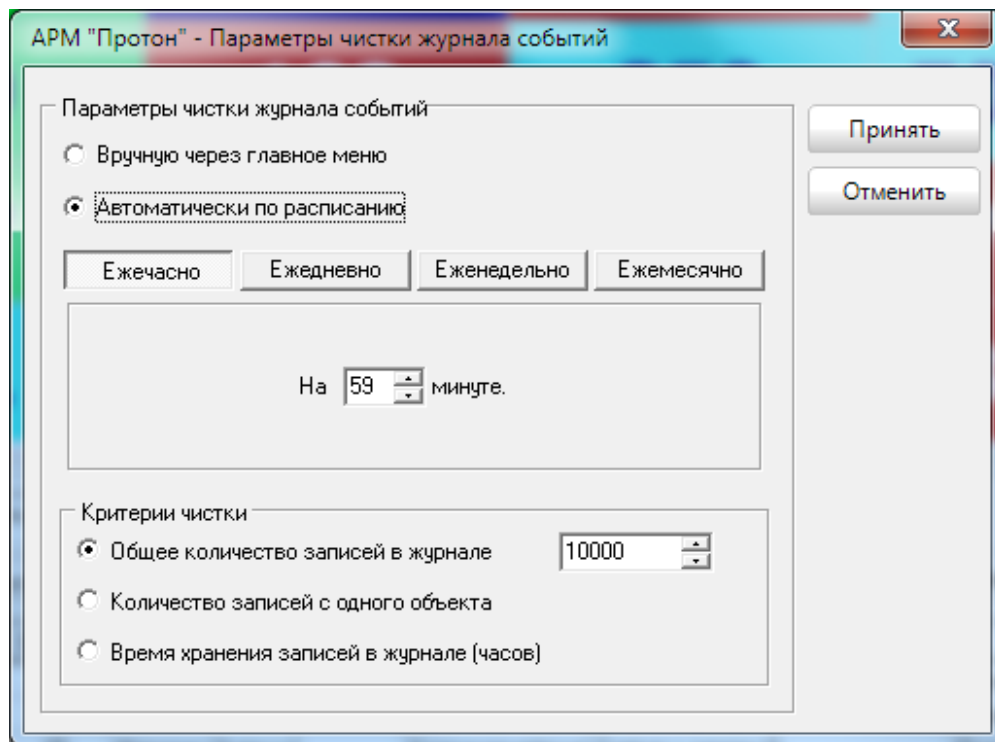 АРМ "Протон" - Параметры чистки журнала событий
Параметры чистки журнала событий
Вручную через главное меню
Автоматически по расписанию
Ежечасно Ежедневно Еженедельно Ежемесячно
На 59 минуте.
Критерии чистки
Общее количество записей в журнале 10000
Количество записей с одного объекта
Время хранения записей в журнале (часов)
Принять
Отменить